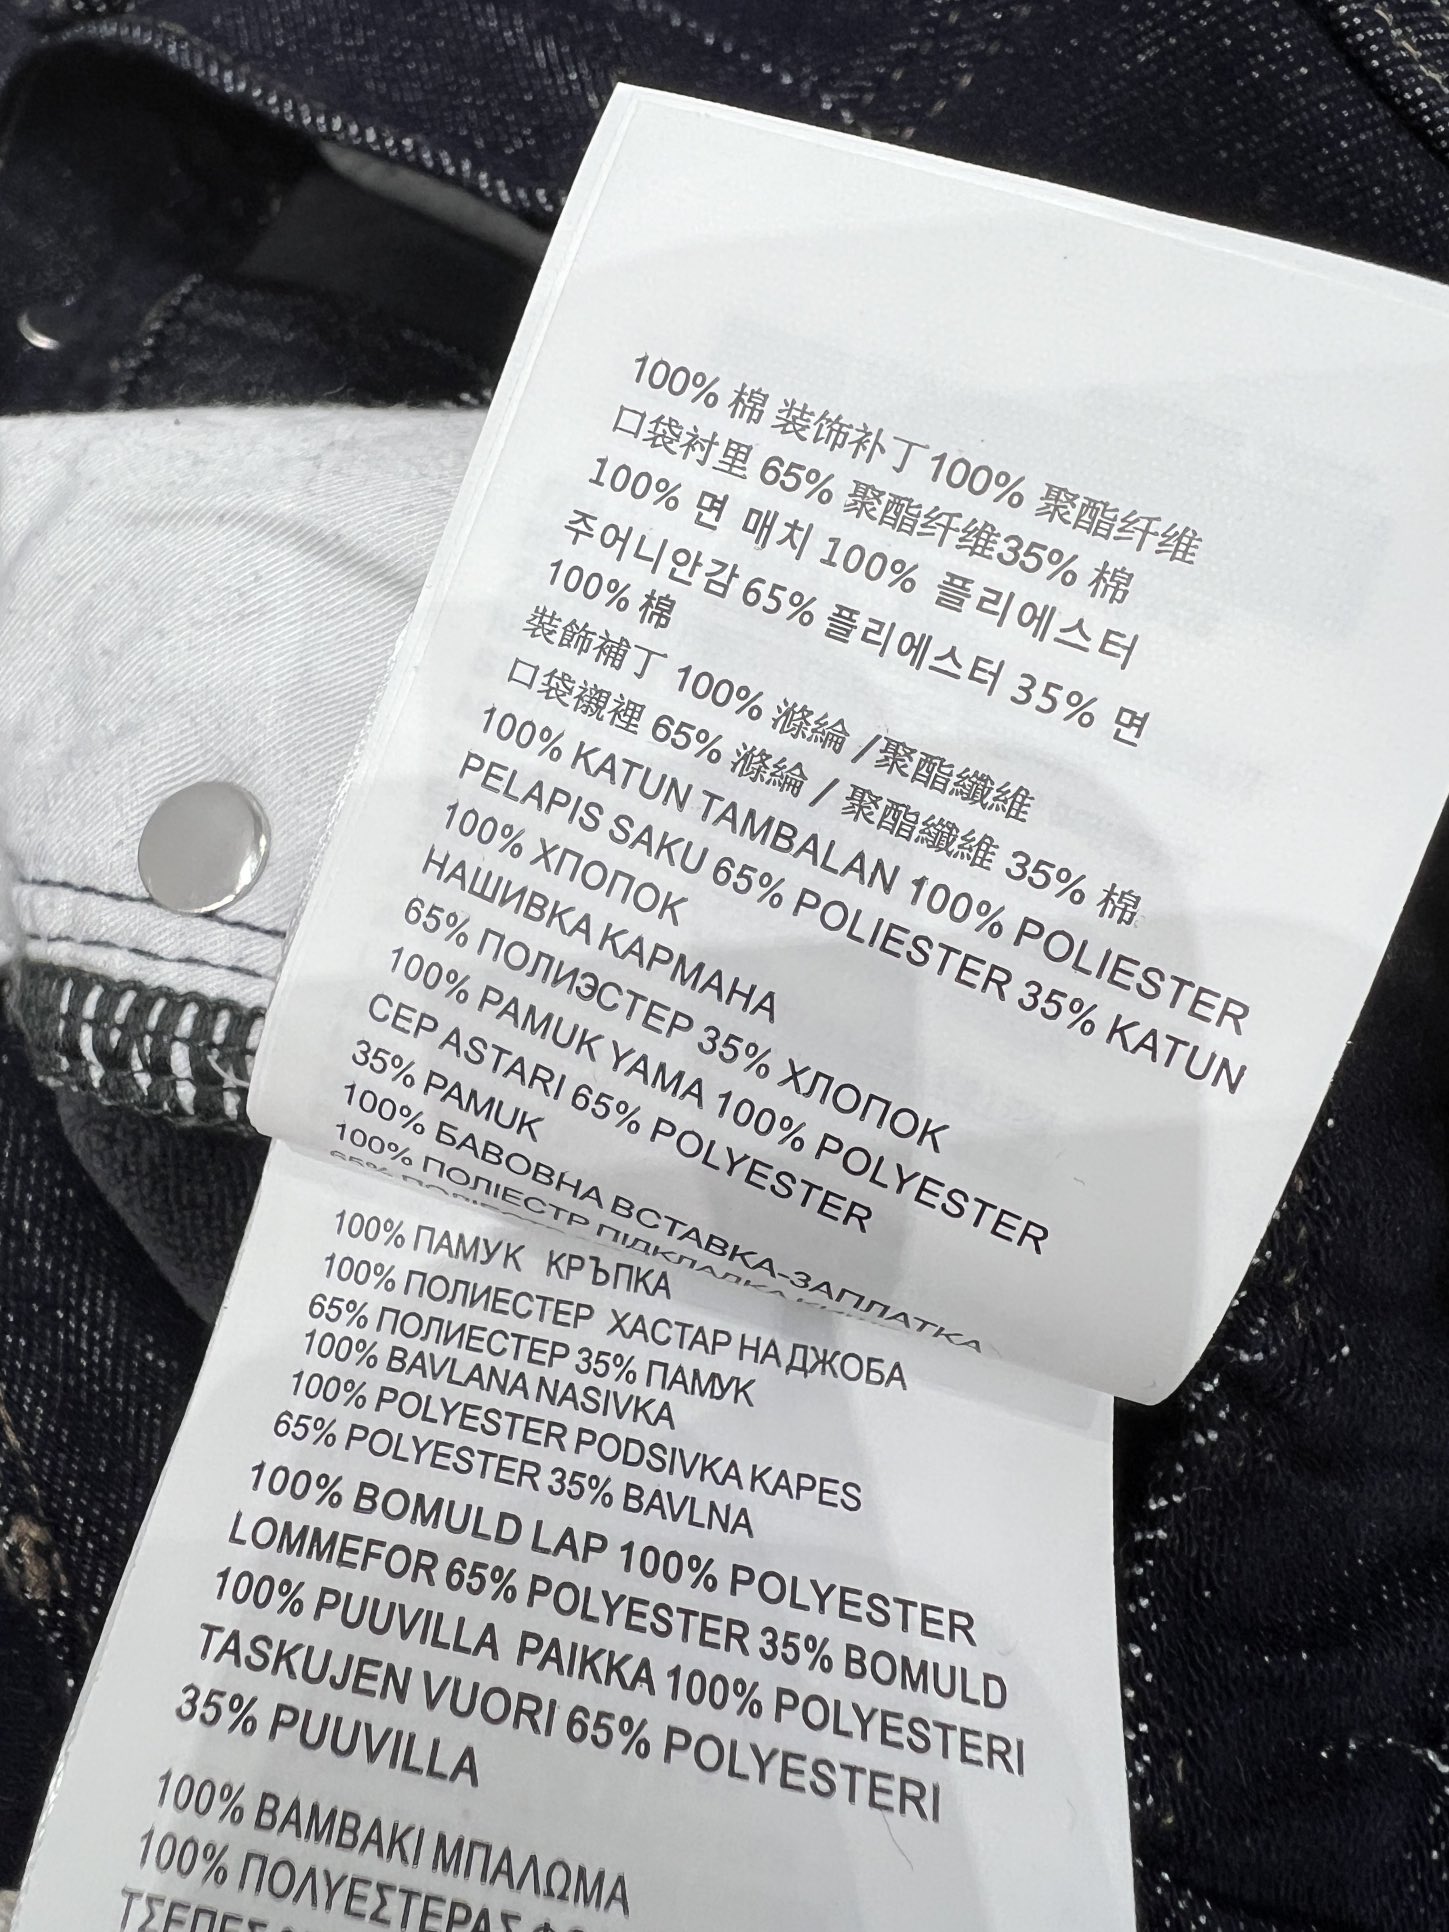 100% 棉 装饰补丁100% 聚酯纤维
口袋衬里 65% 聚酯纤维35% 棉
100% 면 매치 100% 플리에스터
주어니안감 65% 플리에스터 35% 면
100% 棉
裝飾補丁 100% 滌綸 /聚酯纖維
口袋襯裡 65% 滌綸 / 聚酯纖維 35% 棉
100% KATUN TAMBALAN 100% POLIESTER
PELAPIS SAKU 65% POLIESTER 35% KATUN
100% ХПОПОК
НАШИВКА КАРМАНА
65% ПОЛИЭСТЕР 35% ХЛОПОК
100% PAMUK YAMA 100% POLYESTER
CEP ASTARI 65% POLYESTER
35% PAMUK
100% БАВОВНА ВСТАВКА-ЗАПЛАТКА
100% ПОЛІЕСТР ПІДКЛАДКА
65%
100% ПАМУК КРЪПКА
100% ПОЛИЕСТЕР ХАСТАР НА ДЖОБА
65% ПОЛИЕСТЕР 35% ПАМУК
100% BAVLANA NASIVKA
100% POLYESTER PODSIVKA KAPES
65% POLYESTER 35% BAVLNA
100% BOMULD LAP 100% POLYESTER
LOMMEFOR 65% POLYESTER 35% BOMULD
100% PUUVILLA PAIKKA 100% POLYESTERI
TASKUJEN VUORI 65% POLYESTERI
35% PUUVILLA
100% BAMBAKI ΜΠΑΛΩΜΑ
100% ΠΟΛΥΕΣΤΕΡΑΣ